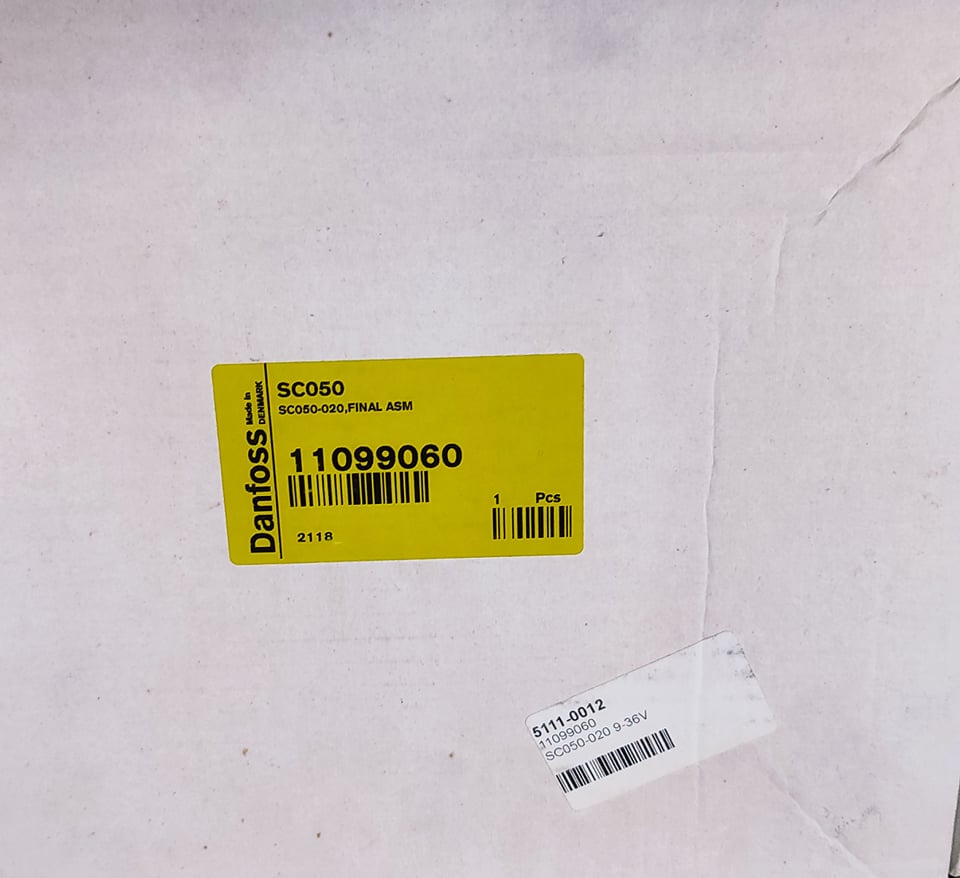 Danfoss
Made in
DENMARK
SC050
SC050-020,FINAL ASM
11099060
1 Pcs
2118
5111-0012
11099060
SC050-020 9-36V